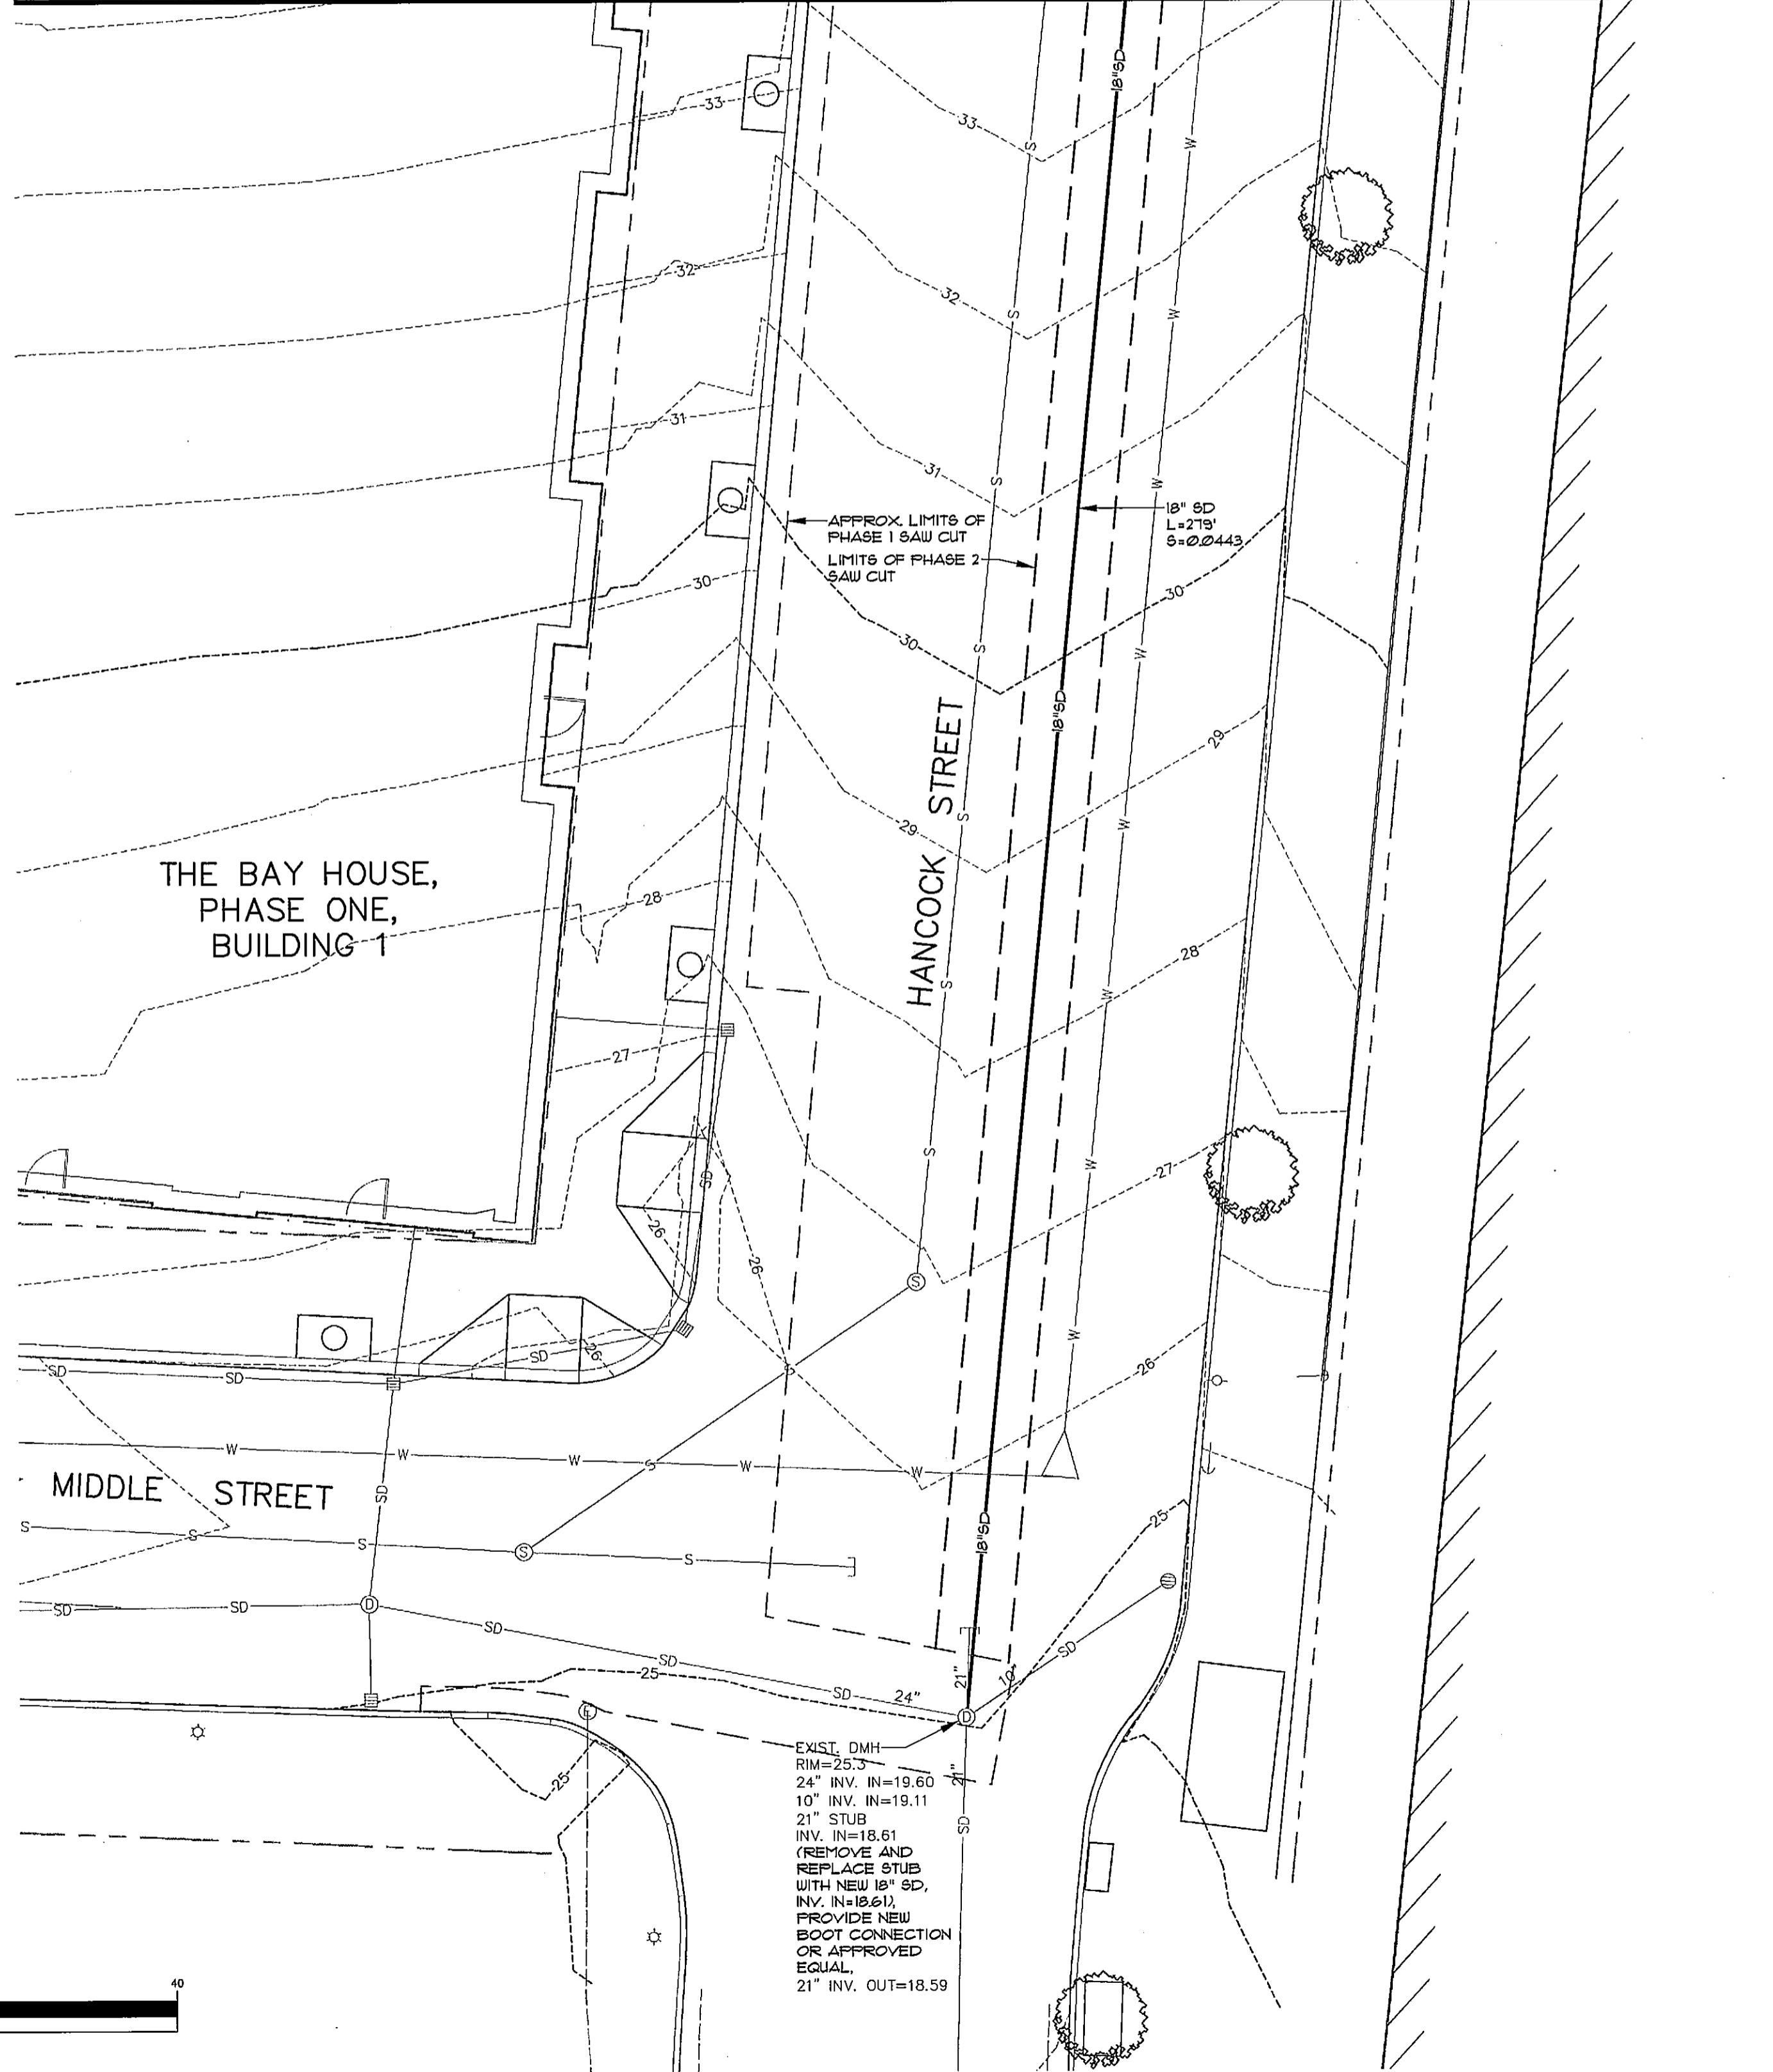 18"SD
33
33
S
W
32
32
S
W
31
31
S
W
APPROX. LIMITS OF
PHASE 1 SAW CUT
LIMITS OF PHASE 2
SAW CUT
18" SD
L=279'
S=0.0443
30
30
30
S
W
18"SD
29
29
S
W
HANCOCK STREET
THE BAY HOUSE,
PHASE ONE,
BUILDING 1
28
28
S
W
27
27
S
W
SD
26
26
S
W
26
26
SD
SD
SD
S
W
W
W
S
W
W
MIDDLE STREET
SD
25
18"SD
S
S
S
S
S
SD
SD
D
SD
SD
SD
25
SD
24"
21"
10"
D
25
EXIST. DMH
RIM=25.3
24" INV. IN=19.60
10" INV. IN=19.11
21" STUB
INV. IN=18.61
(REMOVE AND
REPLACE STUB
WITH NEW 18" SD,
INV. IN=18.61),
PROVIDE NEW
BOOT CONNECTION
OR APPROVED
EQUAL,
21" INV. OUT=18.59
21"
SD
40